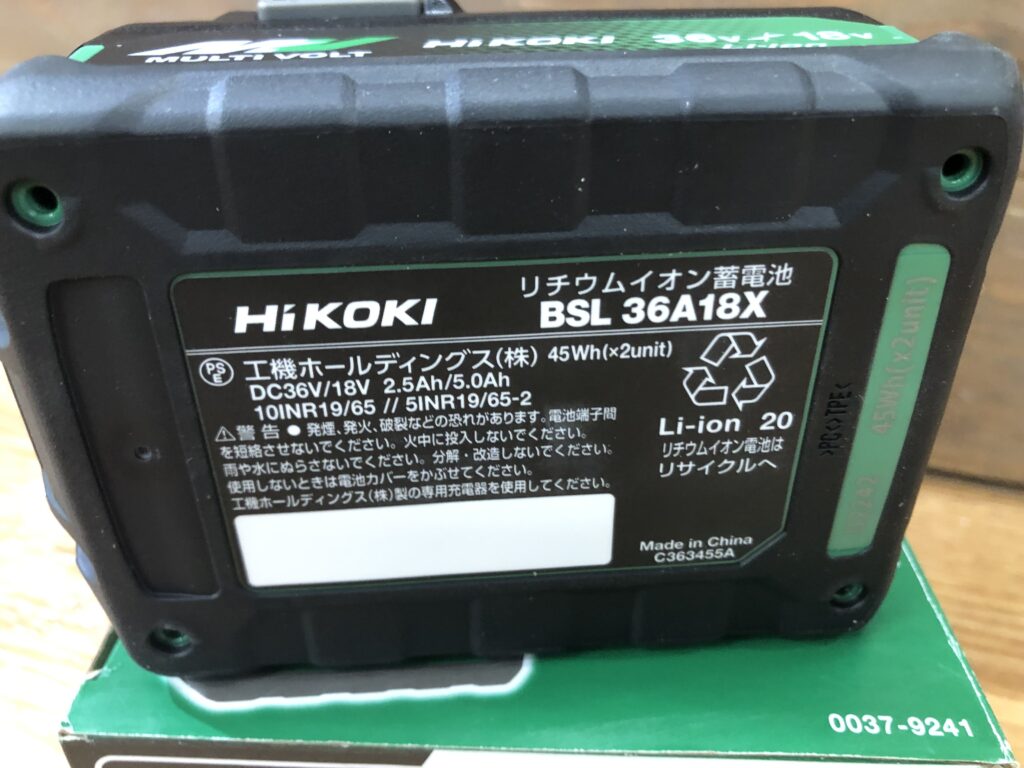 MULTI VOLT
HiKOKI
36V+18V
Li-ion
リチウムイオン蓄電池
HiKOKI
BSL 36A18X
PS
E
工機ホールディングス(株) 45Wh(×2unit)
DC36V/18V 2.5Ah/5.0Ah
10INR19/65 // 5INR19/65-2
⚠警告 ●発煙、発火、破裂などの恐れがあります。電池端子間
を短絡させないでください。火中に投入しないでください。
雨や水にぬらさないでください。分解・改造しないでください。
使用しないときは電池カバーをかぶせてください。
工機ホールディングス(株)製の専用充電器を使用してください。
Li-ion 20
リチウムイオン電池は
リサイクルへ
Made in China
C363455A
>PC<>TPE<
45Wh(x2unit)
0037-9241